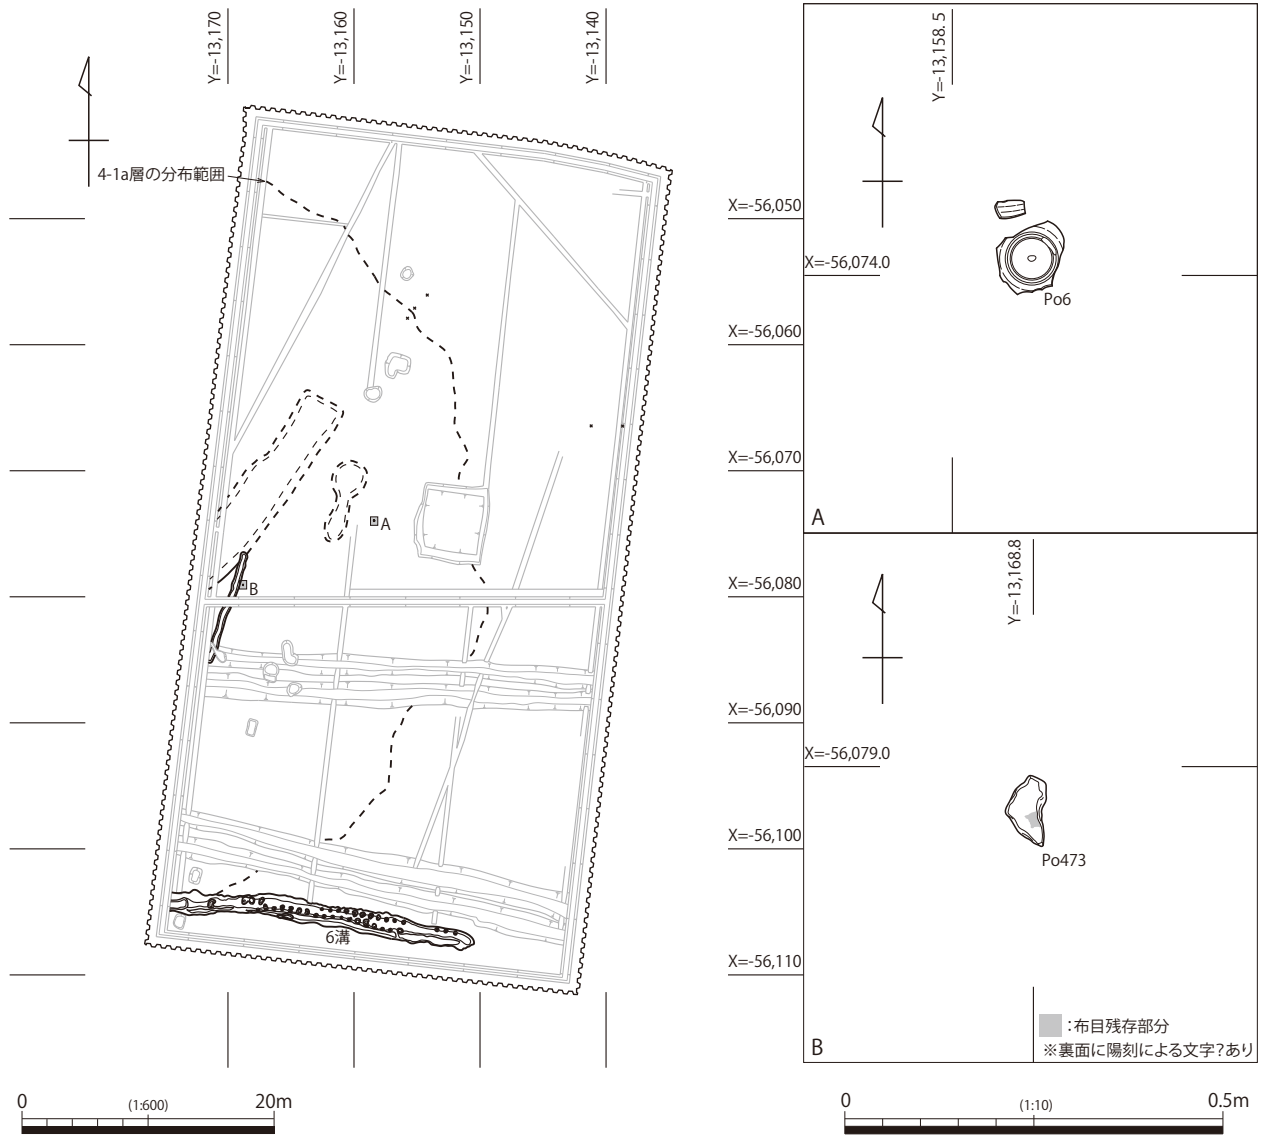 Y=-13,170
Y=-13,160
Y=-13,150
Y=-13,140
4-1a層の分布範囲
X=-56,050
X=-56,060
X=-56,070
X=-56,080
X=-56,090
X=-56,100
X=-56,110
A
B
6溝
0
(1:600)
20m
Y=-13,158. 5
X=-56,074.0
Po6
A
Y=-13,168.8
X=-56,079.0
Po473
:布目残存部分
※裏面に陽刻による文字?あり
B
0
(1:10)
0.5m